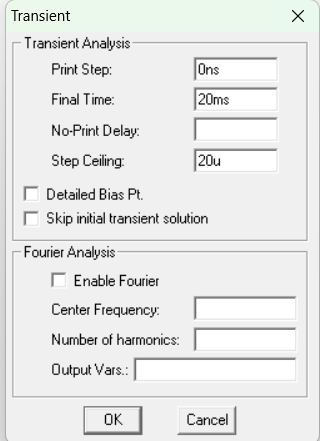 Transient
Transient Analysis
Print Step: 0ns
Final Time: 20ms
No-Print Delay:
Step Ceiling: 20u
Detailed Bias Pt.
Skip initial transient solution
Fourier Analysis
Enable Fourier
Center Frequency:
Number of harmonics:
Output Vars.:
OK Cancel